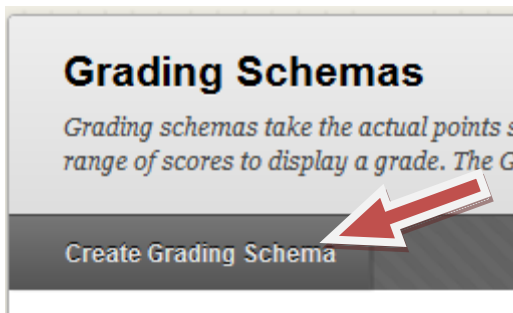 Grading Schemas
Grading schemas take the actual points
range of scores to display a grade. The
Create Grading Schema